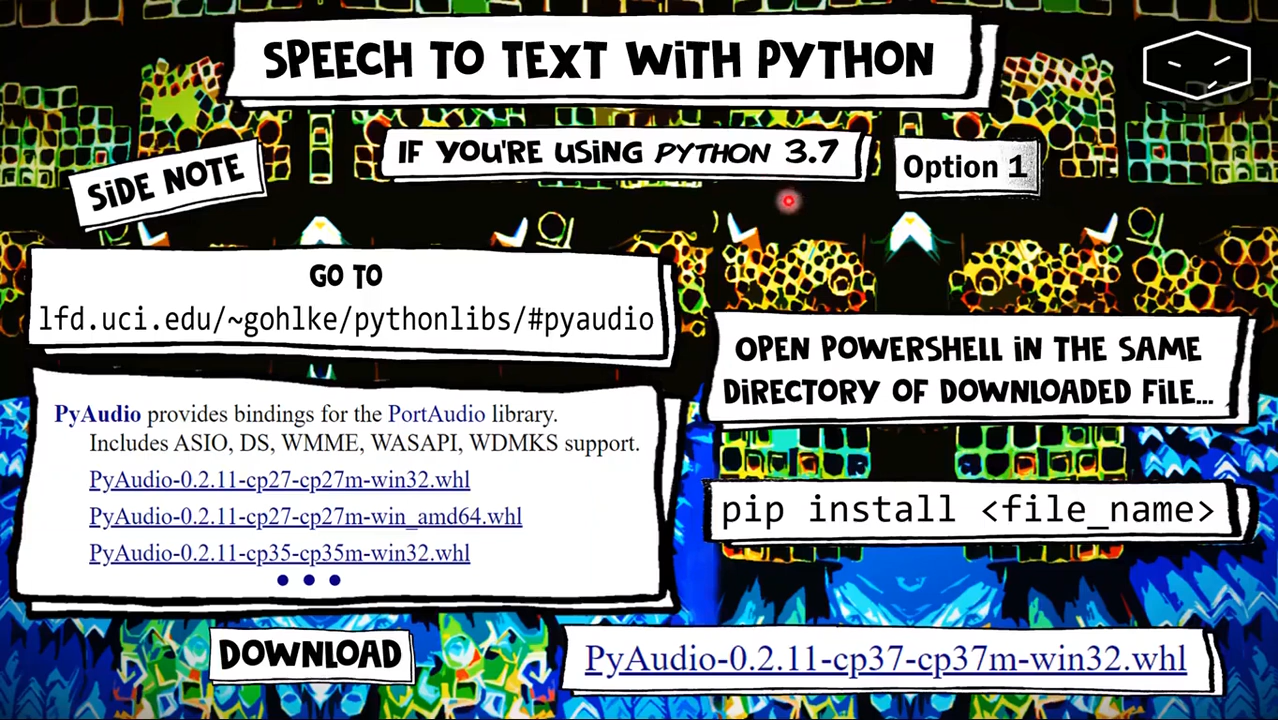 SPEECH TO TEXT WITH PYTHON
SIDE NOTE
IF YOU'RE USING PYTHON 3.7
Option 1
GO TO
lfd.uci.edu/~gohlke/pythonlibs/#pyaudio
PyAudio provides bindings for the PortAudio library.
Includes ASIO, DS, WMME, WASAPI, WDMKS support.
PyAudio-0.2.11-cp27-cp27m-win32.whl
PyAudio-0.2.11-cp27-cp27m-win_amd64.whl
PyAudio-0.2.11-cp35-cp35m-win32.whl
• • •
DOWNLOAD
PyAudio-0.2.11-cp37-cp37m-win32.whl
OPEN POWERSHELL IN THE SAME
DIRECTORY OF DOWNLOADED FILE...
pip install <file_name>